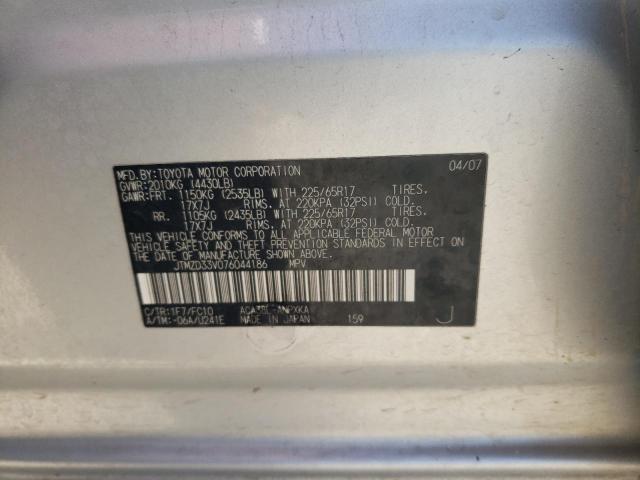 MFD. BY: TOYOTA MOTOR CORPORATION 04/07
GVWR: 2010KG (4430LB)
GAWR: FRT. 1150KG (2535LB) WITH 225/65R17 TIRES.
17X7J RIMS. AT 220KPA (32PSI) COLD.
RR. 1105KG (2435LB) WITH 225/65R17 TIRES.
17X7J RIMS. AT 220KPA (32PSI) COLD.
THIS VEHICLE CONFORMS TO ALL APPLICABLE FEDERAL MOTOR
VEHICLE SAFETY AND THEFT PREVENTION STANDARDS IN EFFECT ON
THE DATE OF MANUFACTURE SHOWN ABOVE.
JTMZD33V076044186 MPV
C/TR: 1F7/FC10 ACA38L-ANPXKA
A/TM: -06A/U241E MADE IN JAPAN 159 J